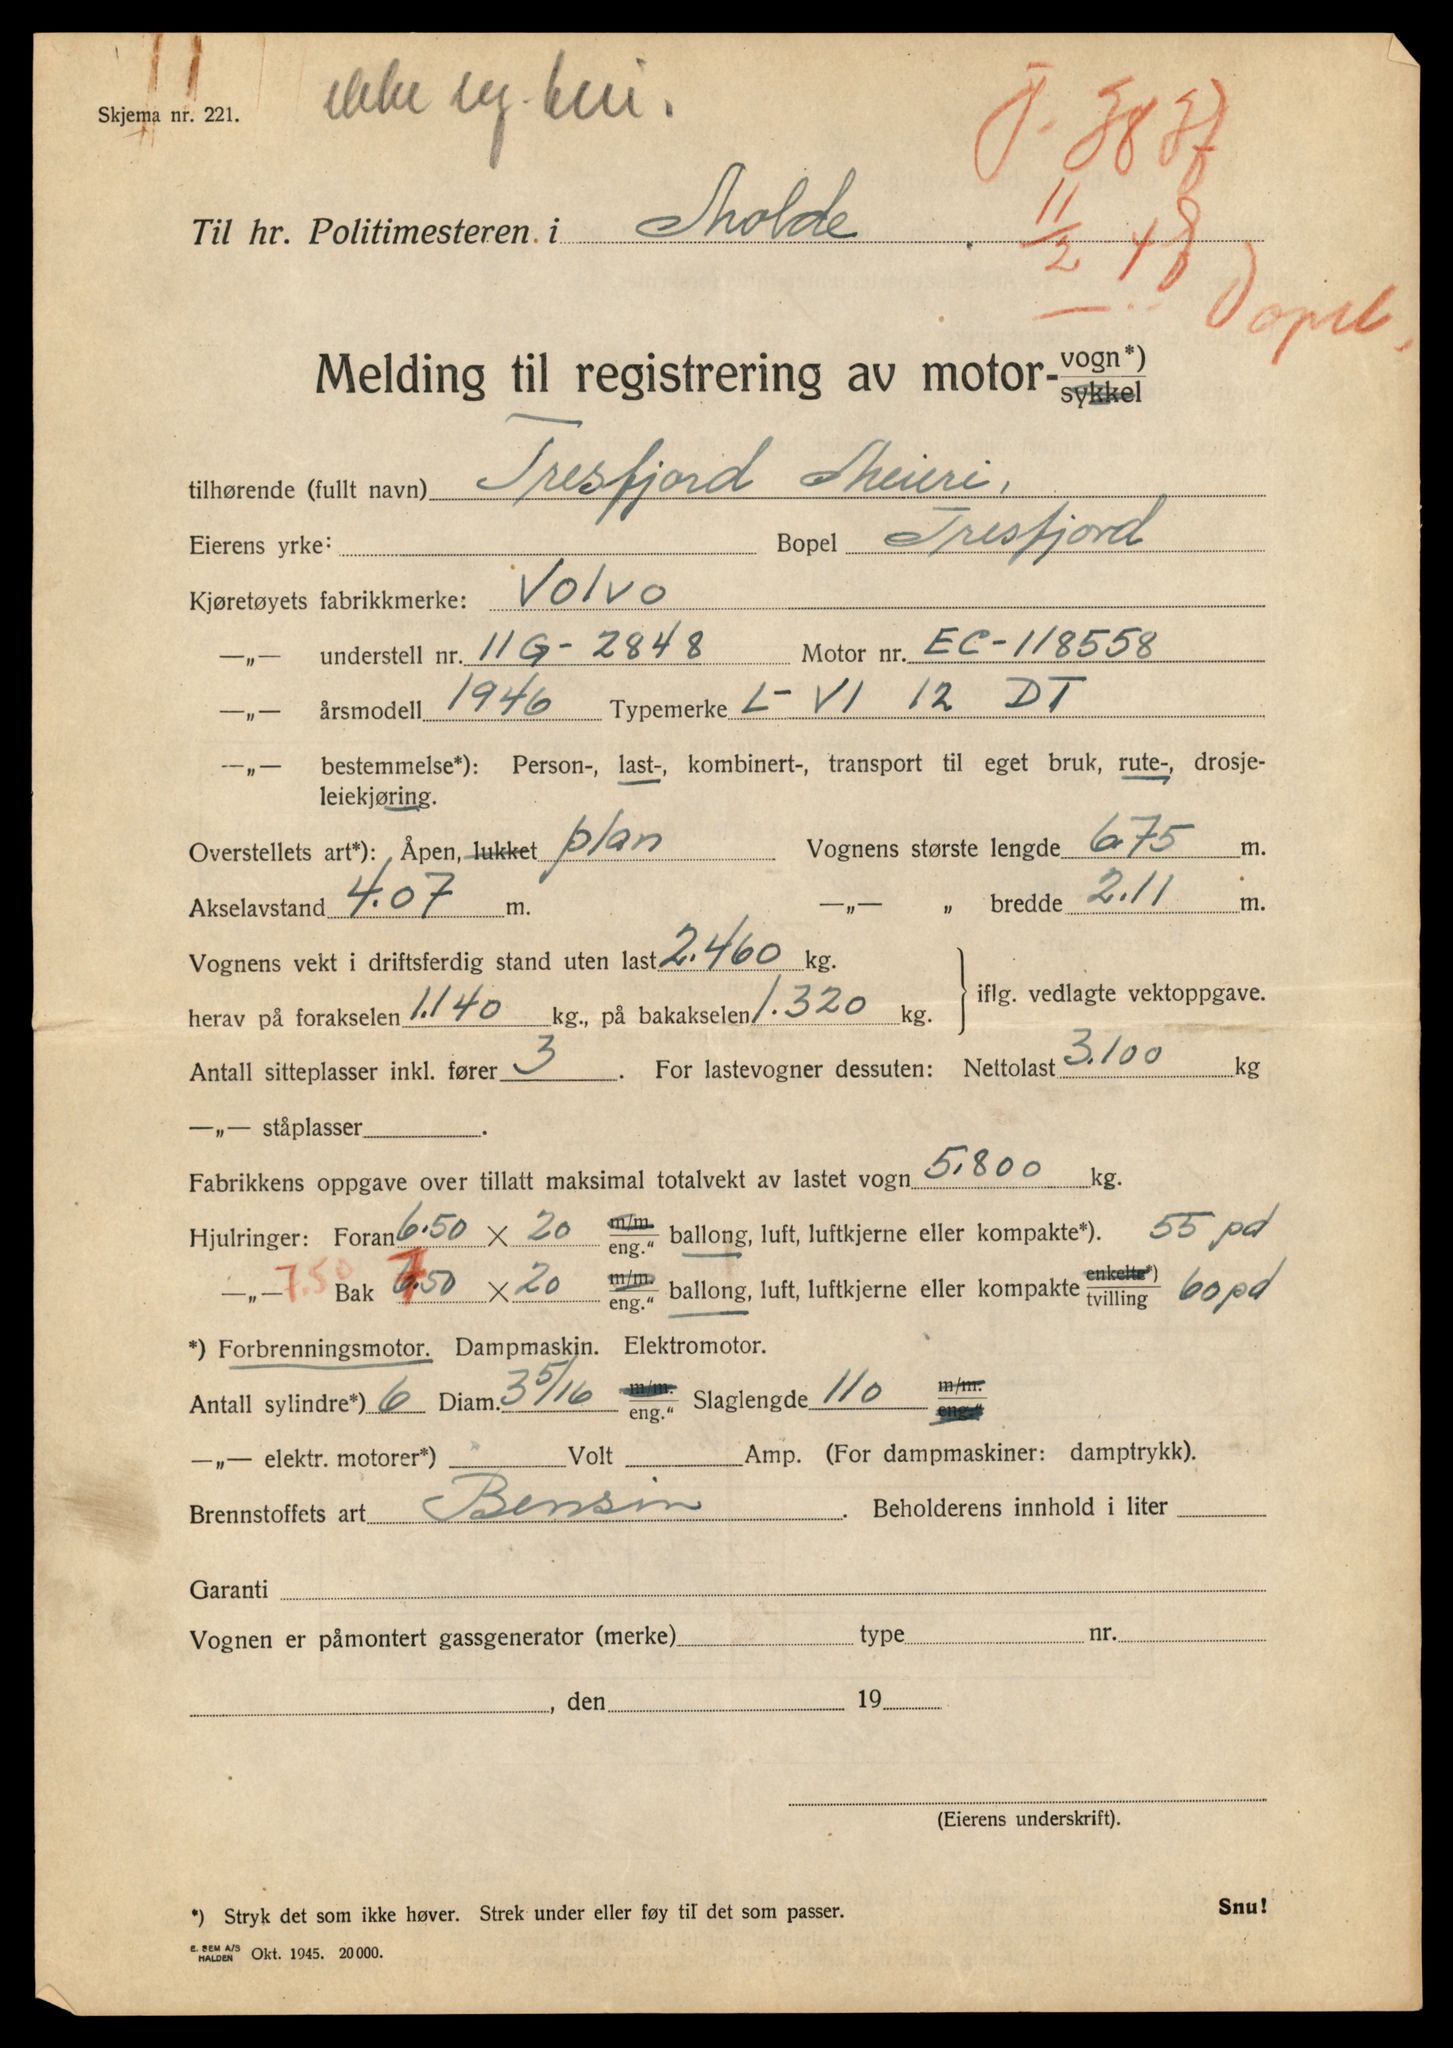 Skjema nr. 221.
ikke reg.
T-
11/2 48
Dopel.
Til hr. Politimesteren i Molde
Melding til registrering av motor-vogn*) sykkel
tilhørende (fullt navn) Tresfjord Meieri.
Eierens yrke: Bopel Tresfjord
Kjøretøyets fabrikkmerke: Volvo
—„— understell nr. 11G-2848 Motor nr. EC-118558
—„— årsmodell 1946 Typemerke L- VI 12 DT
—„— bestemmelse*): Person-, last-, kombinert-, transport til eget bruk, rute-, drosje-
leiekjøring.
Overstellets art*): Åpen, lukket plan Vognens største lengde 6.75 m.
Akselavstand 4.07 m. —„— „ bredde 2.11 m.
Vognens vekt i driftsferdig stand uten last 2.460 kg.
herav på forakselen 1.140 kg., på bakakselen 1.320 kg. } iflg. vedlagte vektoppgave.
Antall sitteplasser inkl. fører 3. For lastevogner dessuten: Nettolast 3.100 kg
—„— ståplasser .
Fabrikkens oppgave over tillatt maksimal totalvekt av lastet vogn 5.800 kg.
Hjulringer: Foran 6.50 × 20 m/m. eng." ballong, luft, luftkjerne eller kompakte*). 55 pd
—„— 7.50 Bak 7.50 × 20 m/m. eng." ballong, luft, luftkjerne eller kompakte enkelte*) tvilling 60 pd
*) Forbrenningsmotor. Dampmaskin. Elektromotor.
Antall sylindre*) 6 Diam. 3 5/16 m/m. eng." Slaglengde 110 m/m. eng."
—„— elektr. motorer*) Volt Amp. (For dampmaskiner: damptrykk).
Brennstoffets art Bensin . Beholderens innhold i liter
Garanti
Vognen er påmontert gassgenerator (merke) type nr.
, den 19
(Eierens underskrift).
*) Stryk det som ikke høver. Strek under eller føy til det som passer. Snu!
E. SEM A/S HALDEN Okt. 1945. 20000.